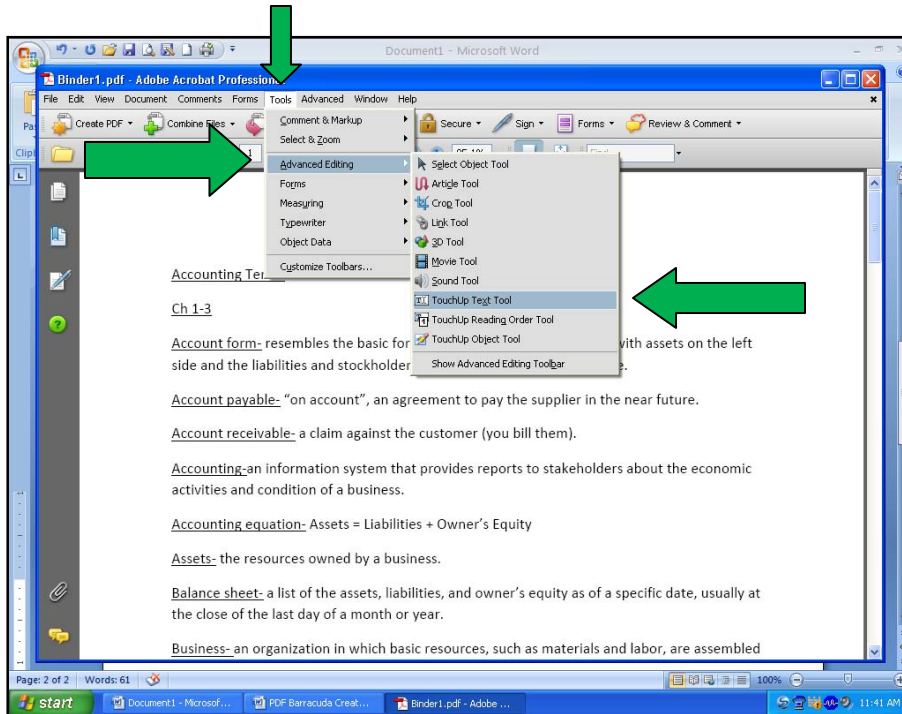 Document1 - Microsoft Word
Binder1.pdf - Adobe Acrobat
File Edit View Document Comments Forms Tools Advanced Window Help
Create PDF Combine Files Secure Sign Forms Review & Comment
1 Find
Comment & Markup
Select & Zoom
Advanced Editing
Forms
Measuring
Typewriter
Object Data
Customize Toolbars...
Select Object Tool
Article Tool
Crop Tool
Link Tool
3D Tool
Movie Tool
Sound Tool
TouchUp Text Tool
TouchUp Reading Order Tool
TouchUp Object Tool
Show Advanced Editing Toolbar
Accounting
Ch 1-3
Account form- resembles the basic with assets on the left
side and the liabilities and
Account payable- “on account”, an agreement to pay the supplier in the near future.
Account receivable- a claim against the customer (you bill them).
Accounting-an information system that provides reports to stakeholders about the economic
activities and condition of a business.
Accounting equation- Assets = Liabilities + Owner’s Equity
Assets- the resources owned by a business.
Balance sheet- a list of the assets, liabilities, and owner’s equity as of a specific date, usually at
the close of the last day of a month or year.
Business- an organization in which basic resources, such as materials and labor, are assembled
Page: 2 of 2 Words: 61 100%
start Document1 - Microsof... PDF Barracuda Creat... Binder1.pdf - Adobe ... 11:41 AM